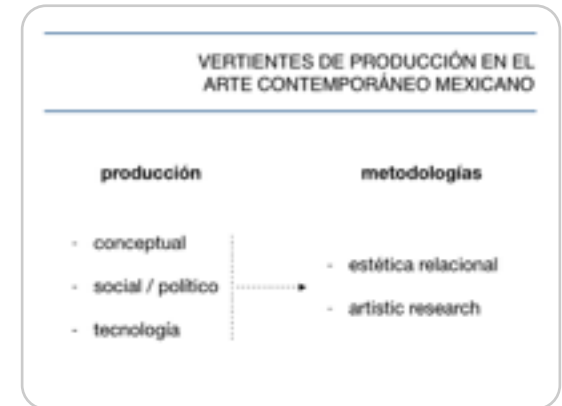 VERTIENTES DE PRODUCCIÓN EN EL
ARTE CONTEMPORÁNEO MEXICANO
producción
- conceptual
- social / político
- tecnología
metodologías
- estética relacional
- artistic research